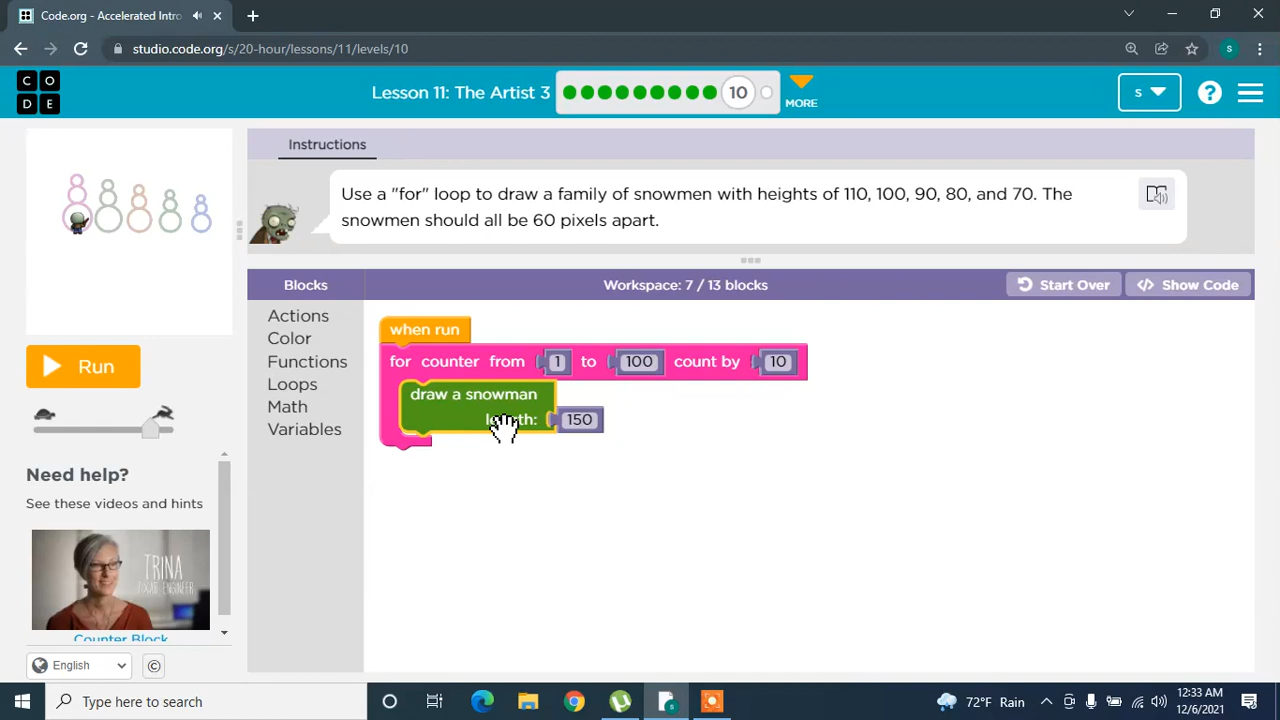 Code.org - Accelerated Intro
studio.code.org/s/20-hour/lessons/11/levels/10
s
C O
D E
Lesson 11: The Artist 3
10
MORE
s
?
Instructions
Use a "for" loop to draw a family of snowmen with heights of 110, 100, 90, 80, and 70. The
snowmen should all be 60 pixels apart.
Blocks
Workspace: 7 / 13 blocks
Start Over
</> Show Code
Actions
Color
Functions
Loops
Math
Variables
when run
for counter from 1 to 100 count by 10
draw a snowman
length: 150
Run
Need help?
See these videos and hints
TRINA
Counter Block
English
©
Type here to search
72°F Rain
12:33 AM
12/6/2021